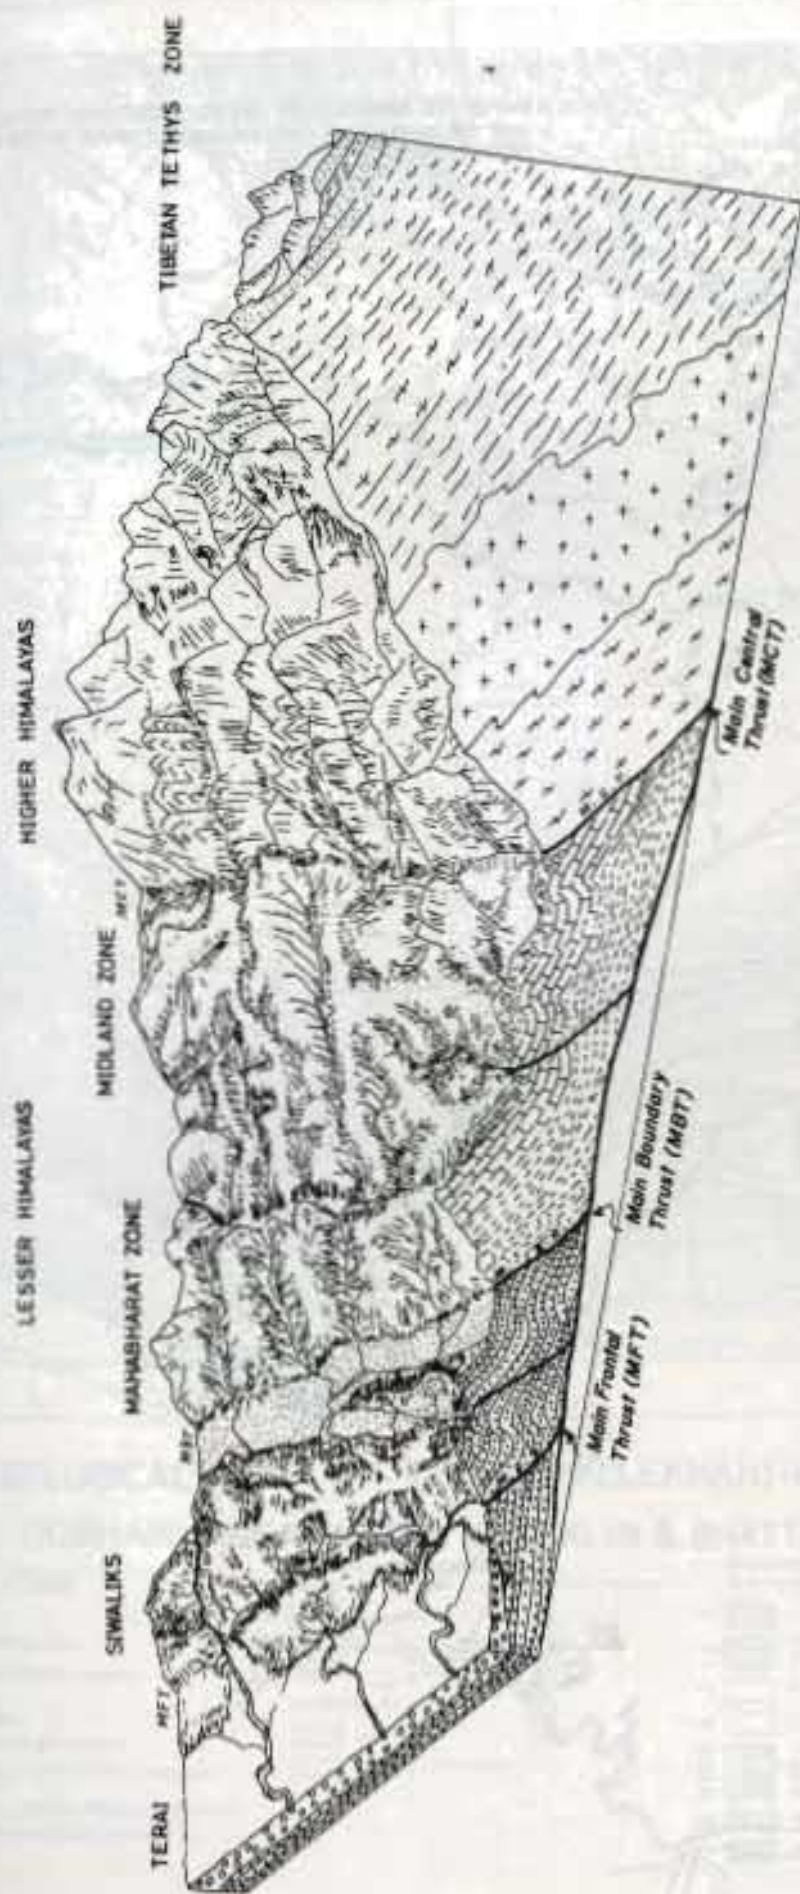 LESSER HIMALAYAS
HIGHER HIMALAYAS
TERAI
SIWALIKS
MAHABHARAT ZONE
MIDLAND ZONE
TIBETAN TETHYS ZONE
MFT
MBT
MCT
Main Frontal
Thrust (MFT)
Main Boundary
Thrust (MBT)
Main Central
Thrust (MCT)